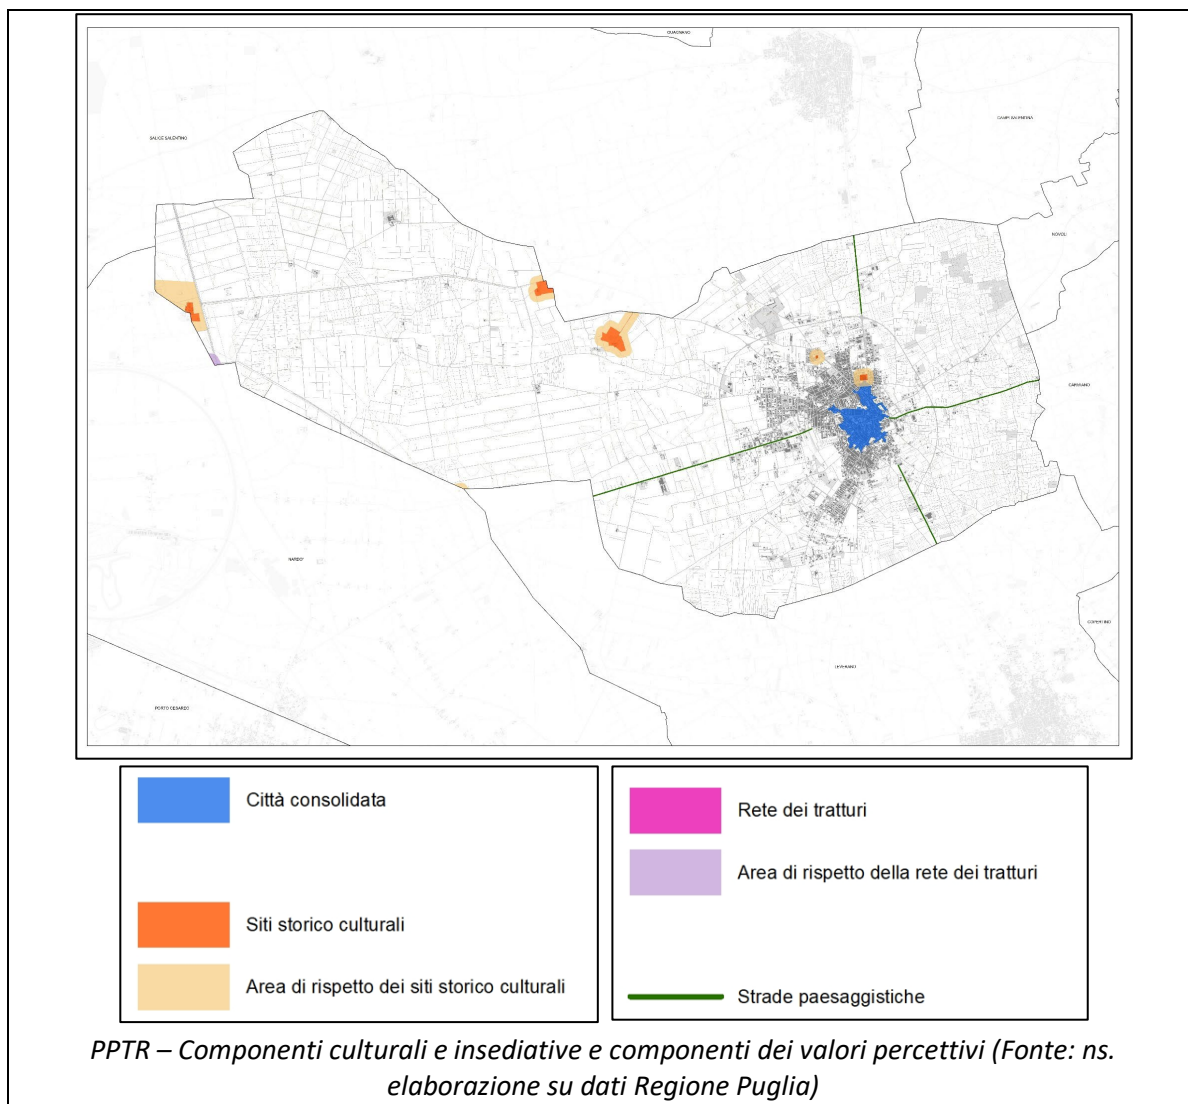 GUAGNANO
SALICE SALENTINO
CAMPI SALENTINA
NOVOLI
CARMIANO
NARDO'
COPERTINO
LEVERANO
PORTO CESAREO
Città consolidata
Siti storico culturali
Area di rispetto dei siti storico culturali
Rete dei tratturi
Area di rispetto della rete dei tratturi
Strade paesaggistiche
PPTR – Componenti culturali e insediative e componenti dei valori percettivi (Fonte: ns.
elaborazione su dati Regione Puglia)